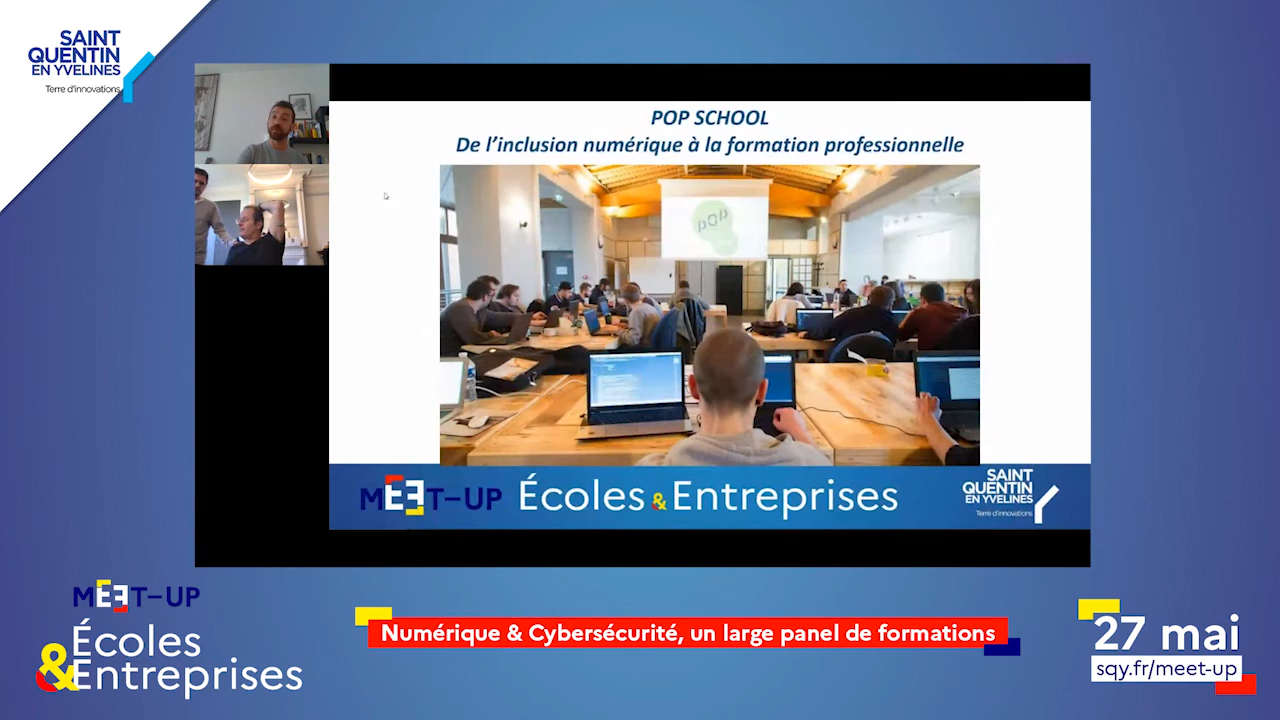 SAINT
QUENTIN
EN YVELINES
Terre d'innovations
POP SCHOOL
De l'inclusion numérique à la formation professionnelle
pop
MEET-UP Écoles & Entreprises
SAINT
QUENTIN
EN YVELINES
Terre d'innovations
MEET-UP
Écoles
&Entreprises
Numérique & Cybersécurité, un large panel de formations
27 mai
sqy.fr/meet-up